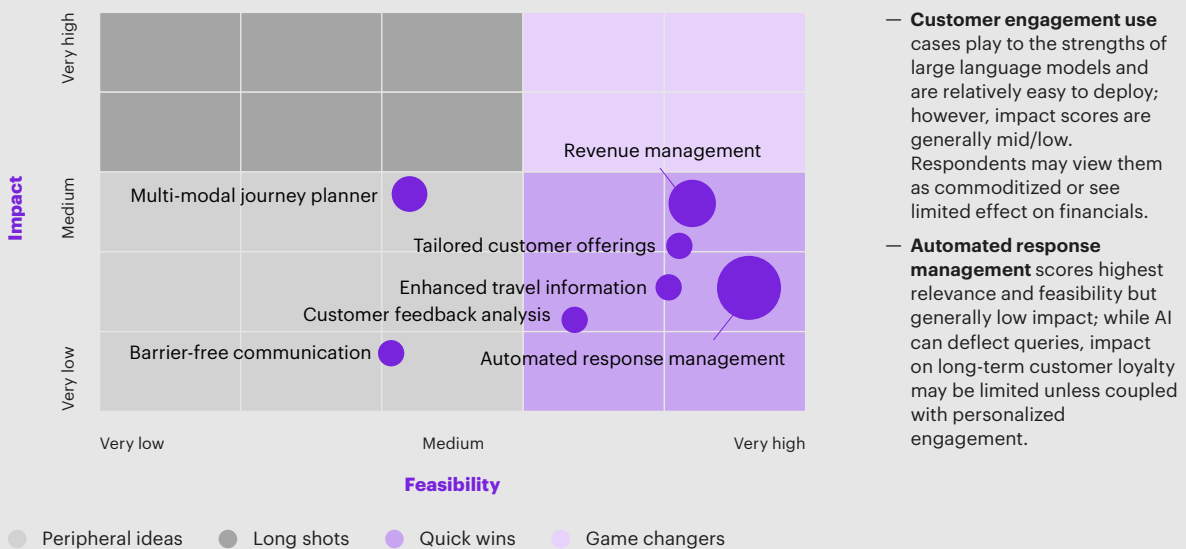 Very high
Medium
Very low
Impact
Revenue management
Multi-modal journey planner
Tailored customer offerings
Enhanced travel information
Customer feedback analysis
Barrier-free communication
Automated response management
Very low
Medium
Very high
Feasibility
Peripheral ideas
Long shots
Quick wins
Game changers
— Customer engagement use
cases play to the strengths of
large language models and
are relatively easy to deploy;
however, impact scores are
generally mid/low.
Respondents may view them
as commoditized or see
limited effect on financials.
— Automated response
management scores highest
relevance and feasibility but
generally low impact; while AI
can deflect queries, impact
on long-term customer loyalty
may be limited unless coupled
with personalized
engagement.